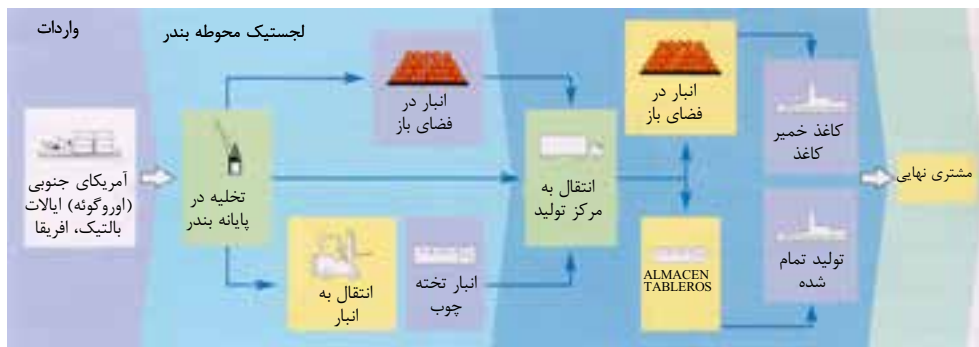 واردات
لجستیک محوطه بندر
آمریکای جنوبی
(اوروگوئه) ایالات
بالتیک، افریقا
تخلیه در
پایانه بندر
انبار در
فضای باز
انتقال به
انبار
انبار تخته
چوب
انتقال به
مرکز تولید
انبار در
فضای باز
ALMACEN
TABLEROS
کاغذ خمیر
کاغذ
تولید تمام
شده
مشتری نهایی